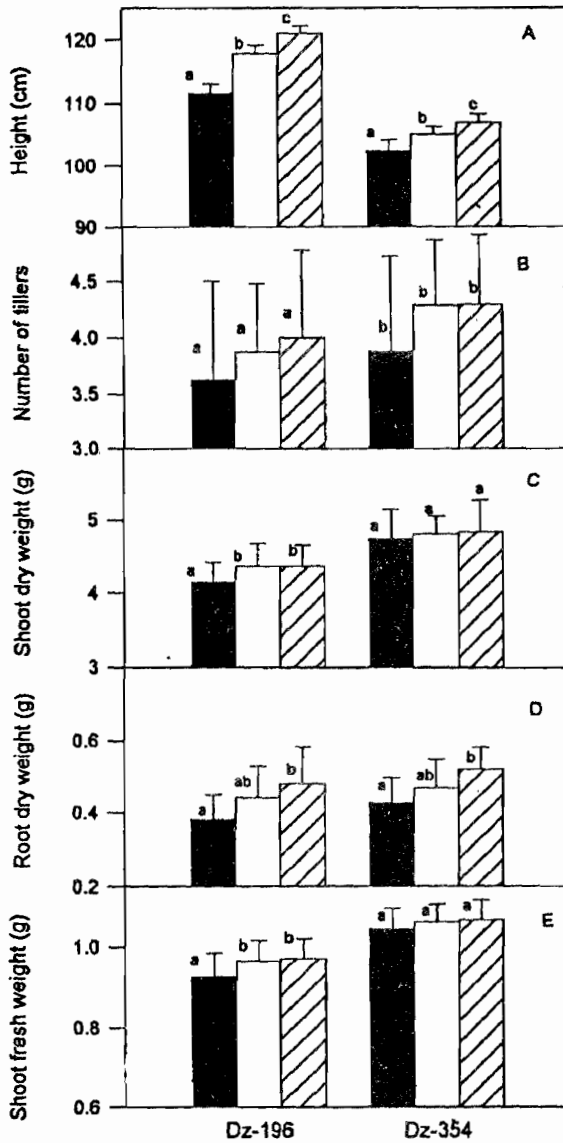 A
Height (cm)
120
110
100
90
a b c
a b c
B
Number of tillers
4.5
4.0
3.5
3.0
a a a
b b b
C
Shoot dry weight (g)
5
4
3
a b b
a a a
D
Root dry weight (g)
0.6
0.4
0.2
a ab b
a ab b
E
Shoot fresh weight (g)
1.0
0.8
0.6
a b b
a a a
Dz-196 Dz-354